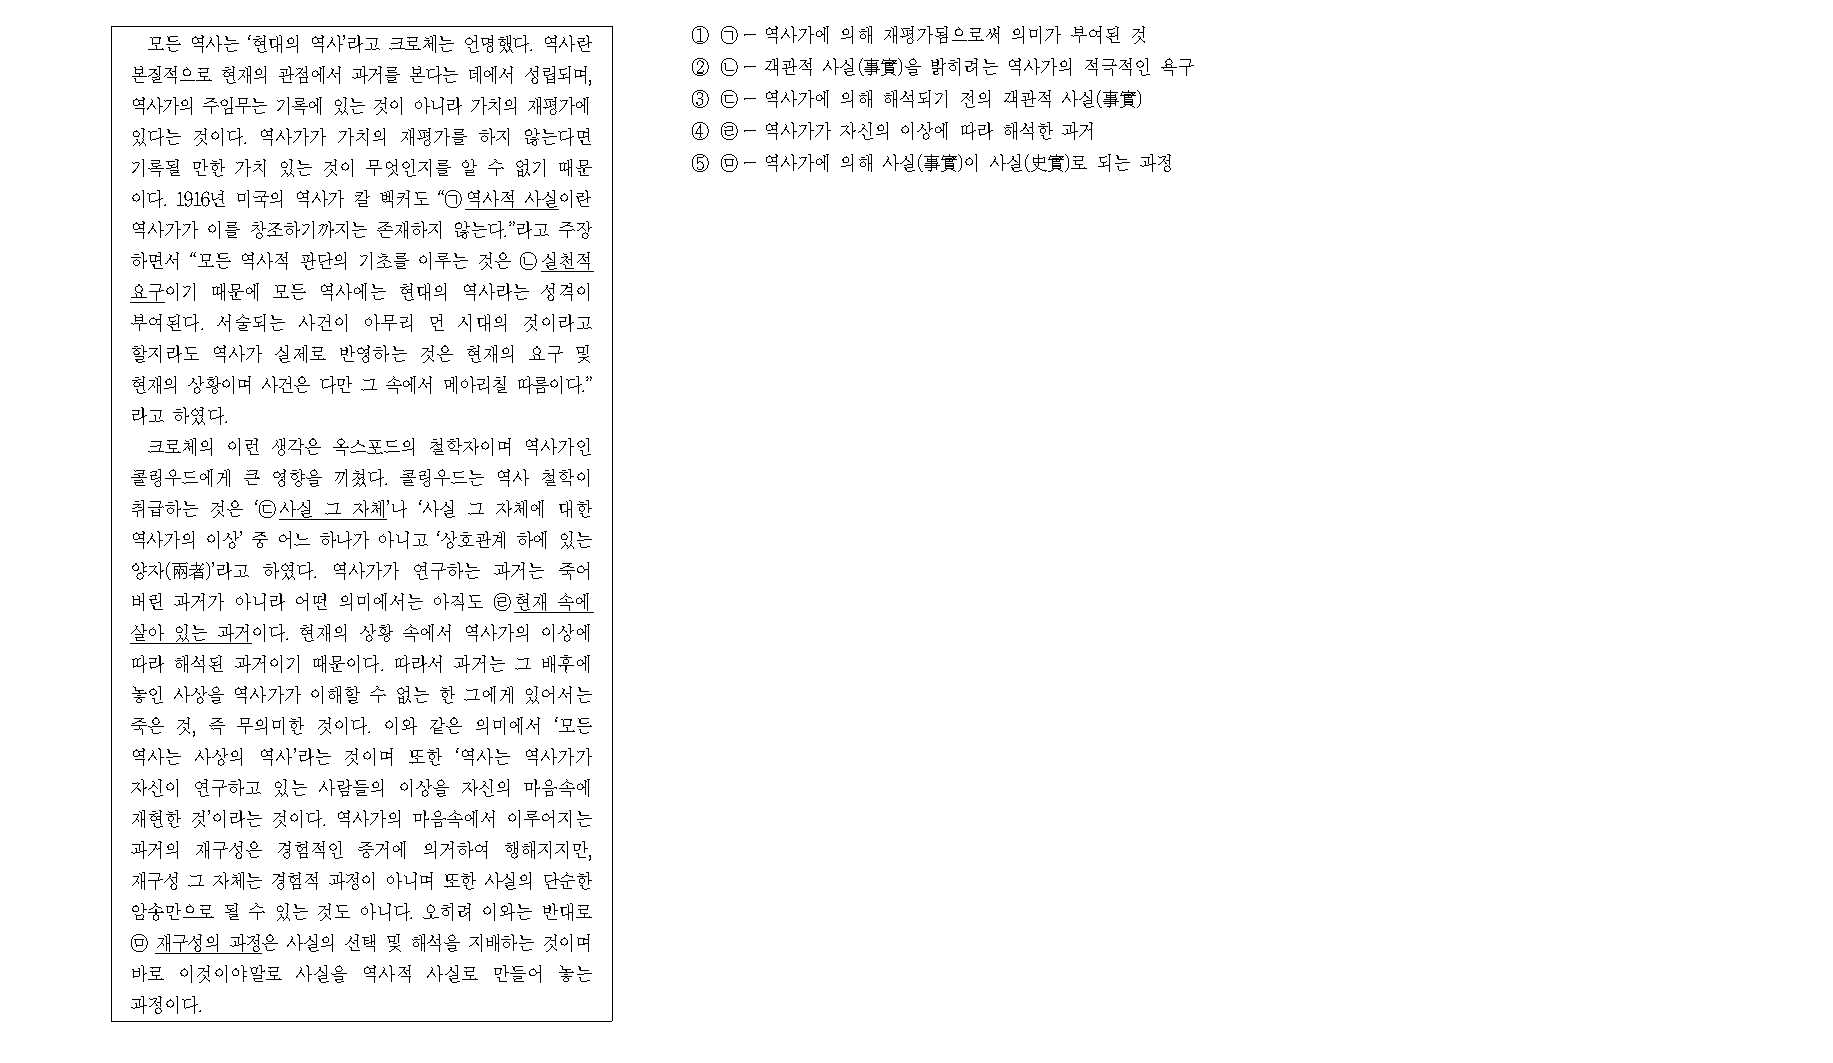 모든 역사는 ‘현대의 역사’라고 크로체는 언명했다. 역사란
본질적으로 현재의 관점에서 과거를 본다는 데에서 성립되며,
역사가의 주임무는 기록에 있는 것이 아니라 가치의 재평가에
있다는 것이다. 역사가가 가치의 재평가를 하지 않는다면
기록될 만한 가치 있는 것이 무엇인지를 알 수 없기 때문
이다. 1916년 미국의 역사가 칼 벡커도 “㉠역사적 사실이란
역사가가 이를 창조하기까지는 존재하지 않는다.”라고 주장
하면서 “모든 역사적 판단의 기초를 이루는 것은 ㉡실천적
요구이기 때문에 모든 역사에는 현대의 역사라는 성격이
부여된다. 서술되는 사건이 아무리 먼 시대의 것이라고
할지라도 역사가 실제로 반영하는 것은 현재의 요구 및
현재의 상황이며 사건은 다만 그 속에서 메아리칠 따름이다.”
라고 하였다.
크로체의 이런 생각은 옥스포드의 철학자이며 역사가인
콜링우드에게 큰 영향을 끼쳤다. 콜링우드는 역사 철학이
취급하는 것은 ‘㉢사실 그 자체’나 ‘사실 그 자체에 대한
역사가의 이상’ 중 어느 하나가 아니고 ‘상호관계 하에 있는
양자(兩者)’라고 하였다. 역사가가 연구하는 과거는 죽어
버린 과거가 아니라 어떤 의미에서는 아직도 ㉣현재 속에
살아 있는 과거이다. 현재의 상황 속에서 역사가의 이상에
따라 해석된 과거이기 때문이다. 따라서 과거는 그 배후에
놓인 사상을 역사가가 이해할 수 없는 한 그에게 있어서는
죽은 것, 즉 무의미한 것이다. 이와 같은 의미에서 ‘모든
역사는 사상의 역사’라는 것이며 또한 ‘역사는 역사가가
자신이 연구하고 있는 사람들의 이상을 자신의 마음속에
재현한 것’이라는 것이다. 역사가의 마음속에서 이루어지는
과거의 재구성은 경험적인 증거에 의거하여 행해지지만,
재구성 그 자체는 경험적 과정이 아니며 또한 사실의 단순한
암송만으로 될 수 있는 것도 아니다. 오히려 이와는 반대로
㉤ 재구성의 과정은 사실의 선택 및 해석을 지배하는 것이며
바로 이것이야말로 사실을 역사적 사실로 만들어 놓는
과정이다.
① ㉠ － 역사가에 의해 재평가됨으로써 의미가 부여된 것
② ㉡ － 객관적 사실(事實)을 밝히려는 역사가의 적극적인 욕구
③ ㉢ － 역사가에 의해 해석되기 전의 객관적 사실(事實)
④ ㉣ － 역사가가 자신의 이상에 따라 해석한 과거
⑤ ㉤ － 역사가에 의해 사실(事實)이 사실(史實)로 되는 과정